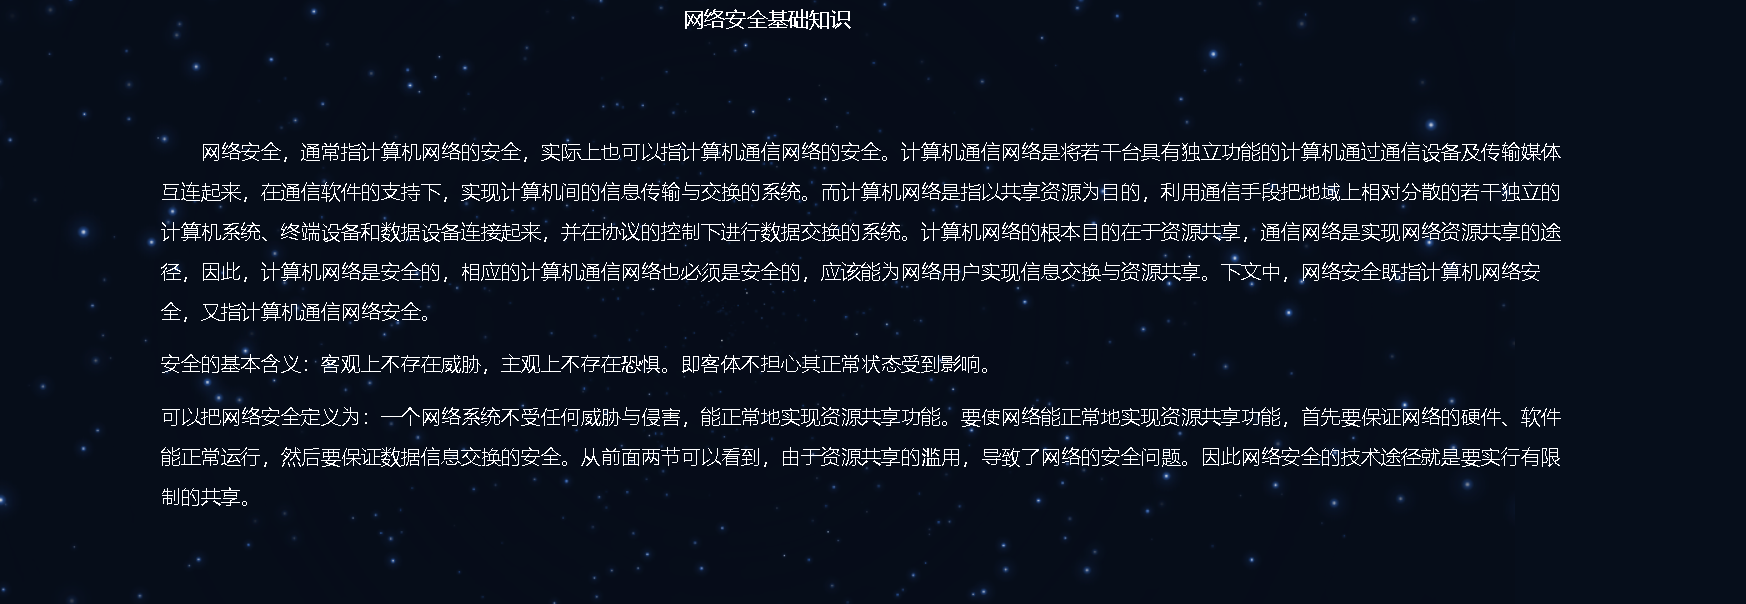 网络安全基础知识
网络安全，通常指计算机网络的安全，实际上也可以指计算机通信网络的安全。计算机通信网络是将若干台具有独立功能的计算机通过通信设备及传输媒体
互连起来，在通信软件的支持下，实现计算机间的信息传输与交换的系统。而计算机网络是指以共享资源为目的，利用通信手段把地域上相对分散的若干独立的
计算机系统、终端设备和数据设备连接起来，并在协议的控制下进行数据交换的系统。计算机网络的根本目的在于资源共享，通信网络是实现网络资源共享的途
径，因此，计算机网络是安全的，相应的计算机通信网络也必须是安全的，应该能为网络用户实现信息交换与资源共享。下文中，网络安全既指计算机网络安
全，又指计算机通信网络安全。
安全的基本含义：客观上不存在威胁，主观上不存在恐惧。即客体不担心其正常状态受到影响。
可以把网络安全定义为：一个网络系统不受任何威胁与侵害，能正常地实现资源共享功能。要使网络能正常地实现资源共享功能，首先要保证网络的硬件、软件
能正常运行，然后要保证数据信息交换的安全。从前面两节可以看到，由于资源共享的滥用，导致了网络的安全问题。因此网络安全的技术途径就是要实行有限
制的共享。